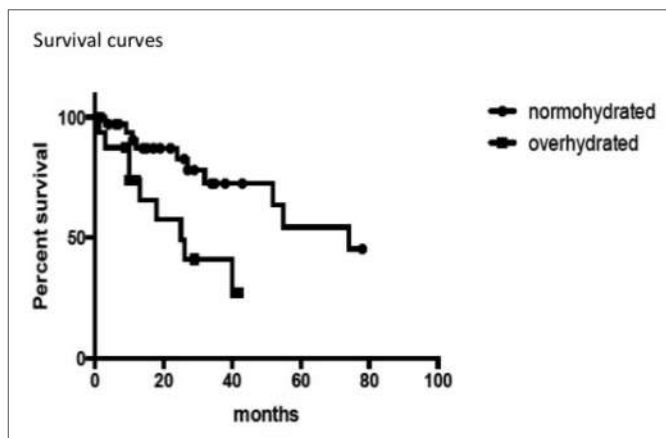 Survival curves
normohydrated
overhydrated
Percent survival
100
50
0
0 20 40 60 80 100
months